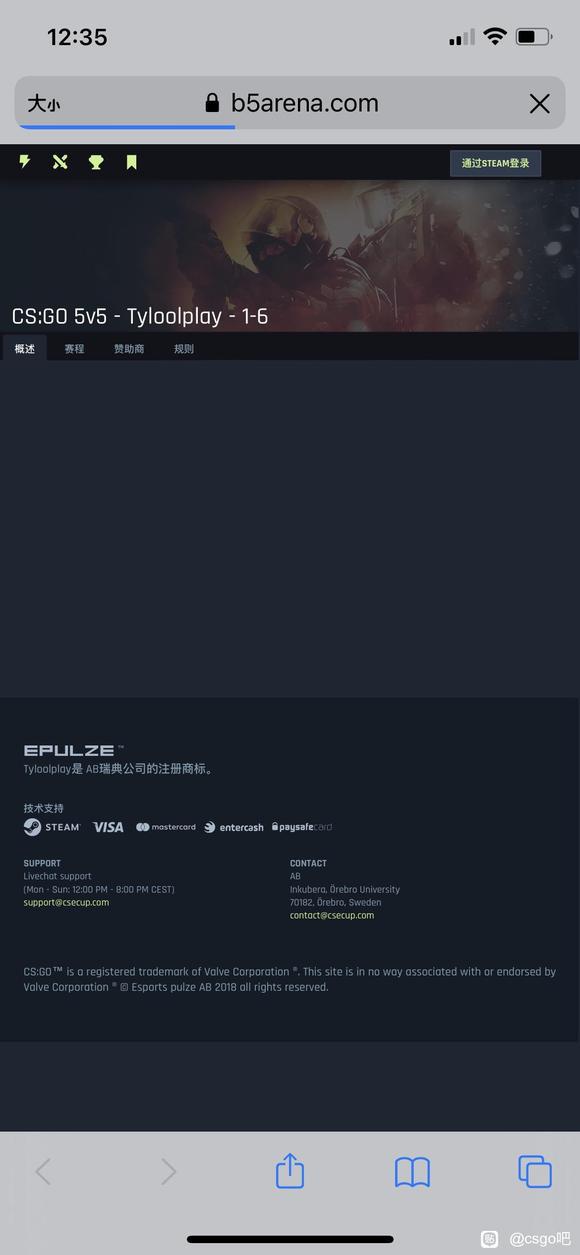 12:35
大小 b5arena.com
通过STEAM登录
CS:GO 5v5 - Tyloolplay - 1-6
概述 赛程 赞助商 规则
EPULZE™
Tyloolplay是 AB瑞典公司的注册商标。
技术支持
STEAM VISA mastercard entercash paysafecard
SUPPORT
Livechat support
(Mon - Sun: 12:00 PM - 8:00 PM CEST)
support@csecup.com
CONTACT
AB
Inkubera, Örebro University
70182, Örebro, Sweden
contact@csecup.com
CS:GO™ is a registered trademark of Valve Corporation ®. This site is in no way associated with or endorsed by
Valve Corporation ® © Esports pulze AB 2018 all rights reserved.
贴 @csgo吧